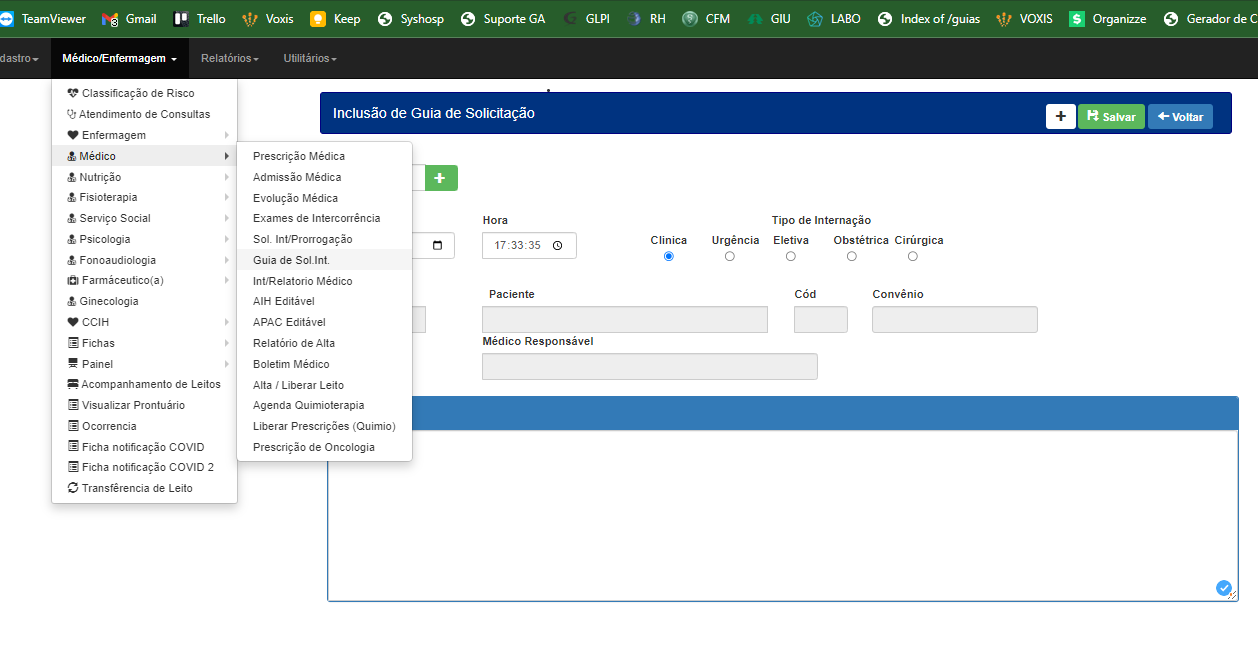 TeamViewer Gmail Trello Voxis Keep Syshosp Suporte GA GLPI RH CFM GIU LABO Index of /guias VOXIS Organizze Gerador de C
dastro Médico/Enfermagem Relatórios Utilitários
Classificação de Risco
Atendimento de Consultas
Enfermagem
Médico
Nutrição
Fisioterapia
Serviço Social
Psicologia
Fonoaudiologia
Farmáceutico(a)
Ginecologia
CCIH
Fichas
Painel
Acompanhamento de Leitos
Visualizar Prontuário
Ocorrencia
Ficha notificação COVID
Ficha notificação COVID 2
Transfêrencia de Leito
Prescrição Médica
Admissão Médica
Evolução Médica
Exames de Intercorrência
Sol. Int/Prorrogação
Guia de Sol.Int.
Int/Relatorio Médico
AIH Editável
APAC Editável
Relatório de Alta
Boletim Médico
Alta / Liberar Leito
Agenda Quimioterapia
Liberar Prescrições (Quimio)
Prescrição de Oncologia
Inclusão de Guia de Solicitação
+ Salvar Voltar
+
Hora Tipo de Internação
Clinica Urgência Eletiva Obstétrica Cirúrgica
17:33:35
Paciente Cód Convênio
Médico Responsável